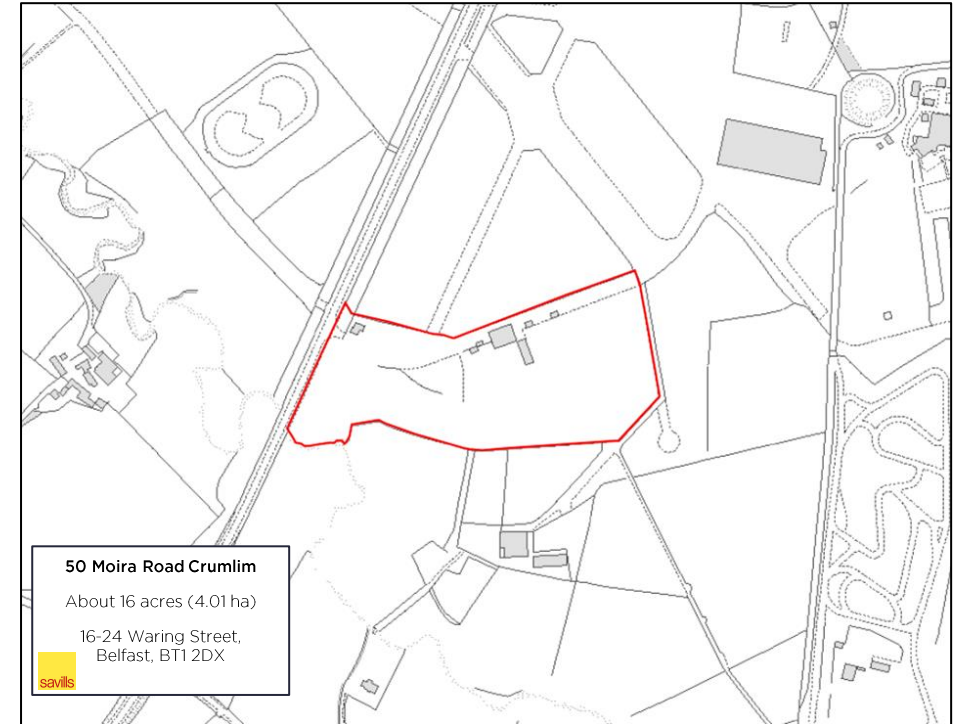 50 Moira Road Crumlim
About 16 acres (4.01 ha)
16-24 Waring Street,
Belfast, BT1 2DX
savills